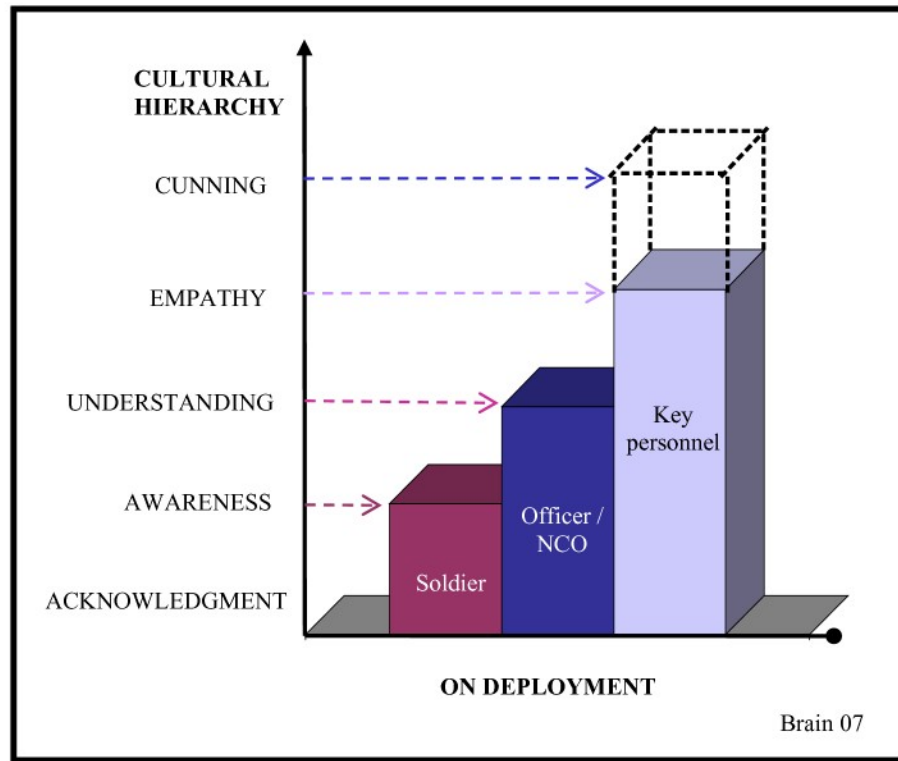 CULTURAL
HIERARCHY
CUNNING
EMPATHY
UNDERSTANDING
AWARENESS
ACKNOWLEDGMENT
Soldier
Officer /
NCO
Key
personnel
ON DEPLOYMENT
Brain 07